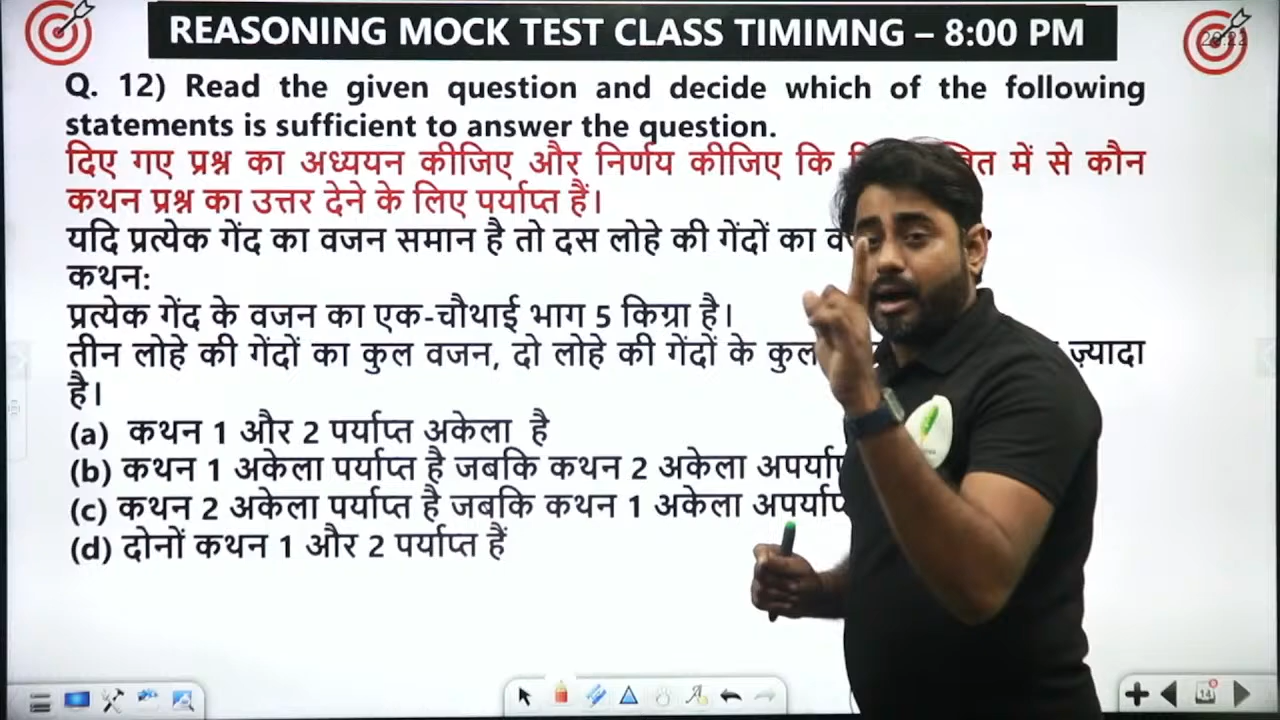 REASONING MOCK TEST CLASS TIMIMNG – 8:00 PM
Q. 12) Read the given question and decide which of the following
statements is sufficient to answer the question.
दिए गए प्रश्न का अध्ययन कीजिए और निर्णय कीजिए कि में से कौन
कथन प्रश्न का उत्तर देने के लिए पर्याप्त हैं।
यदि प्रत्येक गेंद का वजन समान है तो दस लोहे की गेंदों का
कथन:
प्रत्येक गेंद के वजन का एक-चौथाई भाग 5 किग्रा है।
तीन लोहे की गेंदों का कुल वजन, दो लोहे की गेंदों के कुल ज़्यादा
है।
(a) कथन 1 और 2 पर्याप्त अकेला है
(b) कथन 1 अकेला पर्याप्त है जबकि कथन 2 अकेला
(c) कथन 2 अकेला पर्याप्त है जबकि कथन 1 अकेला
(d) दोनों कथन 1 और 2 पर्याप्त हैं
14